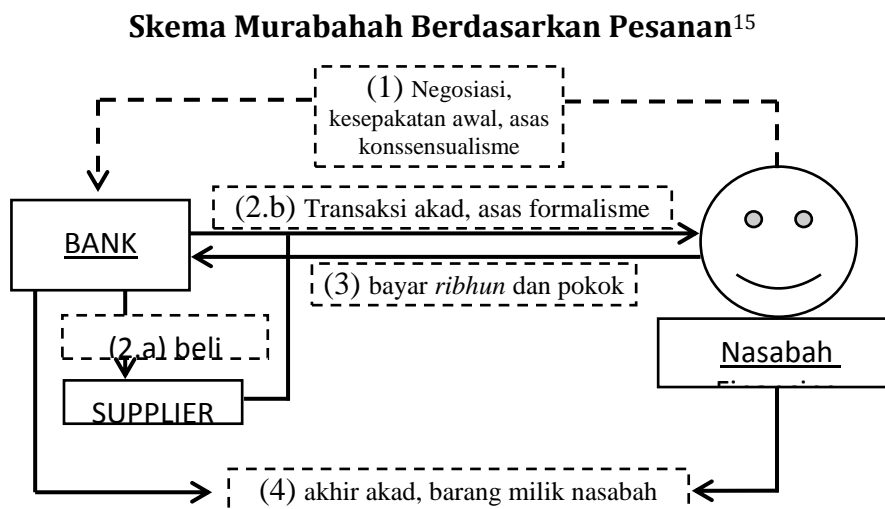 Skema Murabahah Berdasarkan Pesanan15
(1) Negosiasi,
kesepakatan awal, asas
konssensualisme
(2.b) Transaksi akad, asas formalisme
BANK
(3) bayar ribhun dan pokok
(2.a) beli
Nasabah
SUPPLIER
(4) akhir akad, barang milik nasabah